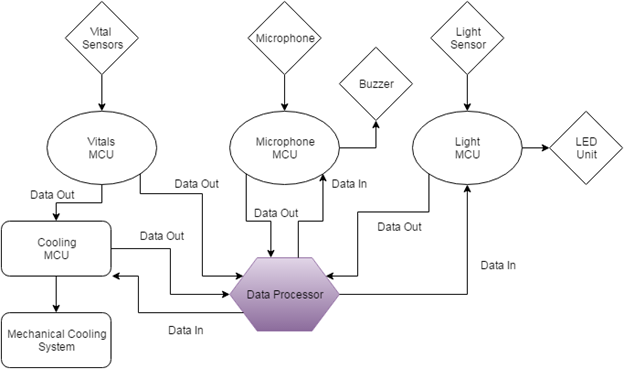 Vital
Sensors
Microphone
Light
Sensor
Buzzer
Vitals
MCU
Microphone
MCU
Light
MCU
LED
Unit
Data Out
Data Out
Data In
Data Out
Data Out
Data Out
Cooling
MCU
Data In
Data Processor
Data In
Mechanical Cooling
System